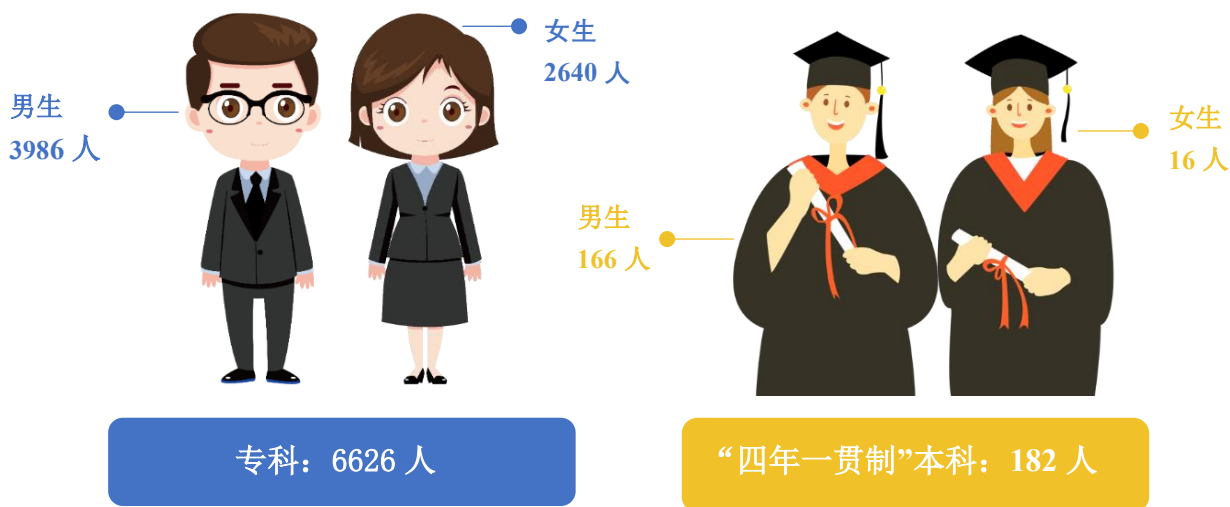 女生
2640 人
男生
3986 人
女生
16 人
男生
166 人
专科：6626 人
“四年一贯制”本科：182 人